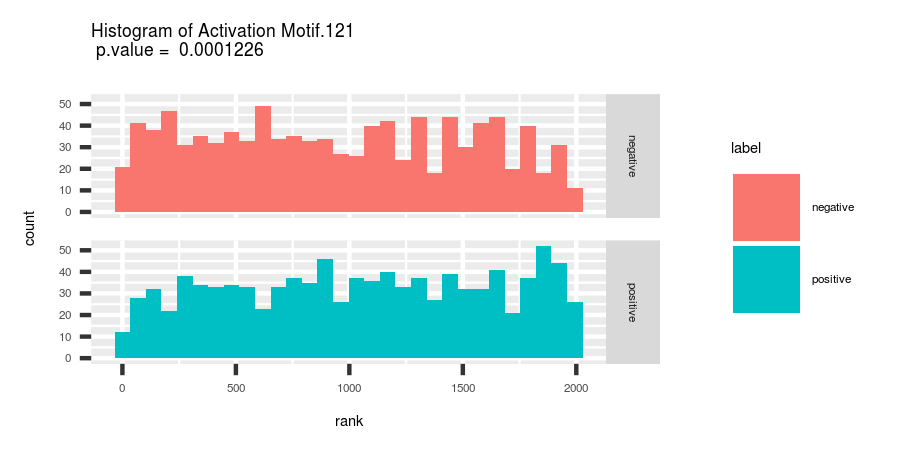 Histogram of Activation Motif.121
p.value =  0.0001226
count
50
40
30
20
10
0
negative
50
40
30
20
10
0
positive
0 500 1000 1500 2000
rank
label
negative
positive